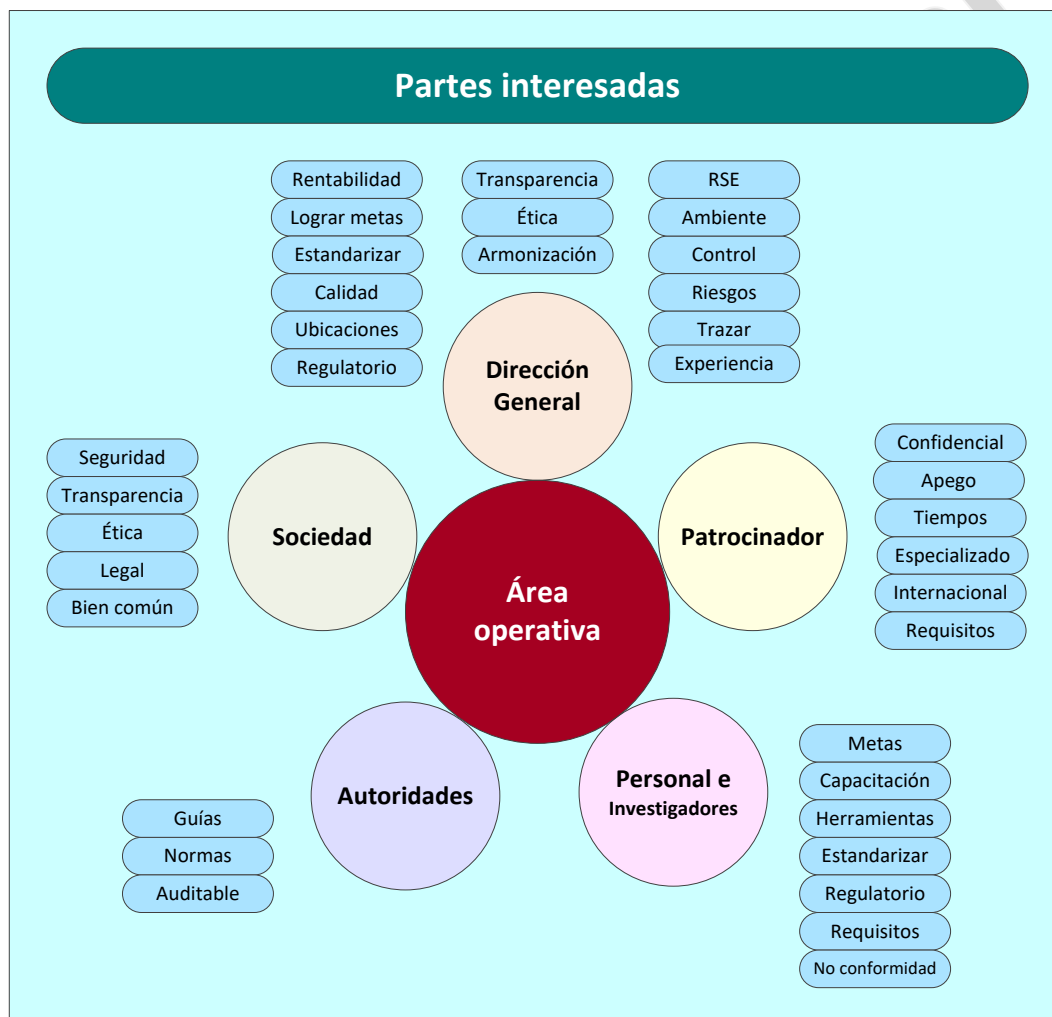 Partes interesadas
Rentabilidad
Lograr metas
Estandarizar
Calidad
Ubicaciones
Regulatorio
Transparencia
Ética
Armonización
RSE
Ambiente
Control
Riesgos
Trazar
Experiencia
Dirección
General
Seguridad
Transparencia
Ética
Legal
Bien común
Sociedad
Patrocinador
Confidencial
Apego
Tiempos
Especializado
Internacional
Requisitos
Área
operativa
Guías
Normas
Auditable
Autoridades
Personal e
Investigadores
Metas
Capacitación
Herramientas
Estandarizar
Regulatorio
Requisitos
No conformidad